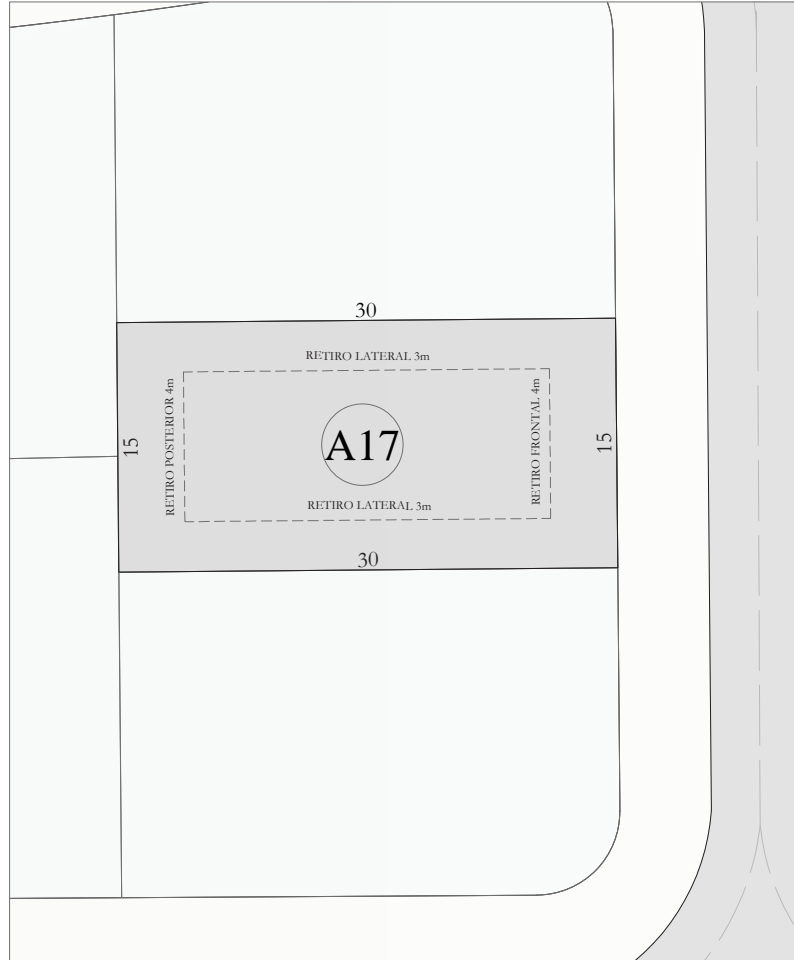 30
RETIRO LATERAL 3m
RETIRO POSTERIOR 4m
15
A17
RETIRO FRONTAL 4m
15
RETIRO LATERAL 3m
30